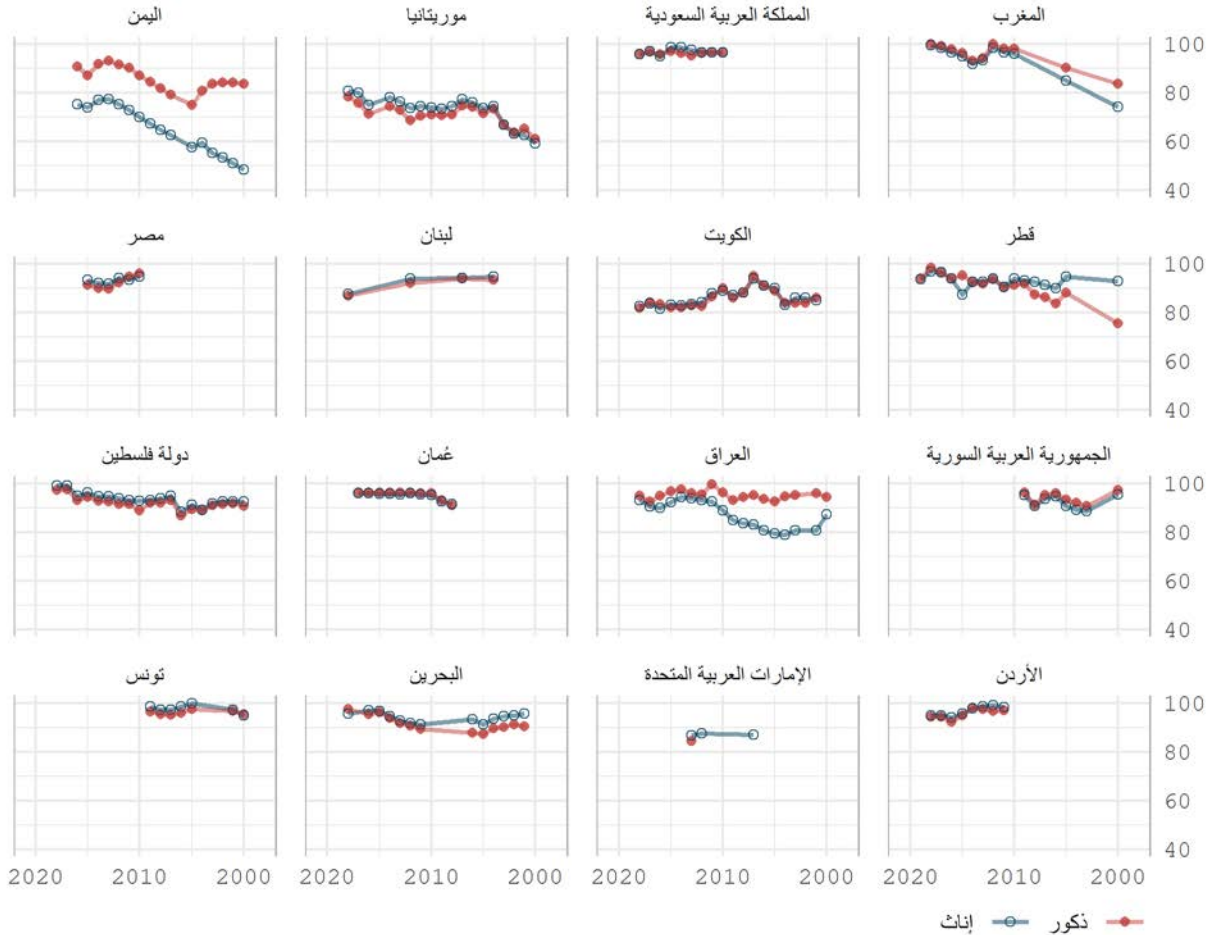 المغرب المملكة العربية السعودية موريتانيا اليمن
100
80
60
40
قطر الكويت لبنان مصر
100
80
60
40
الجمهورية العربية السورية العراق عُمان دولة فلسطين
100
80
60
40
الأردن الإمارات العربية المتحدة البحرين تونس
100
80
60
40
2020 2010 2000 2020 2010 2000 2020 2010 2000 2020 2010 2000
ذكور إناث